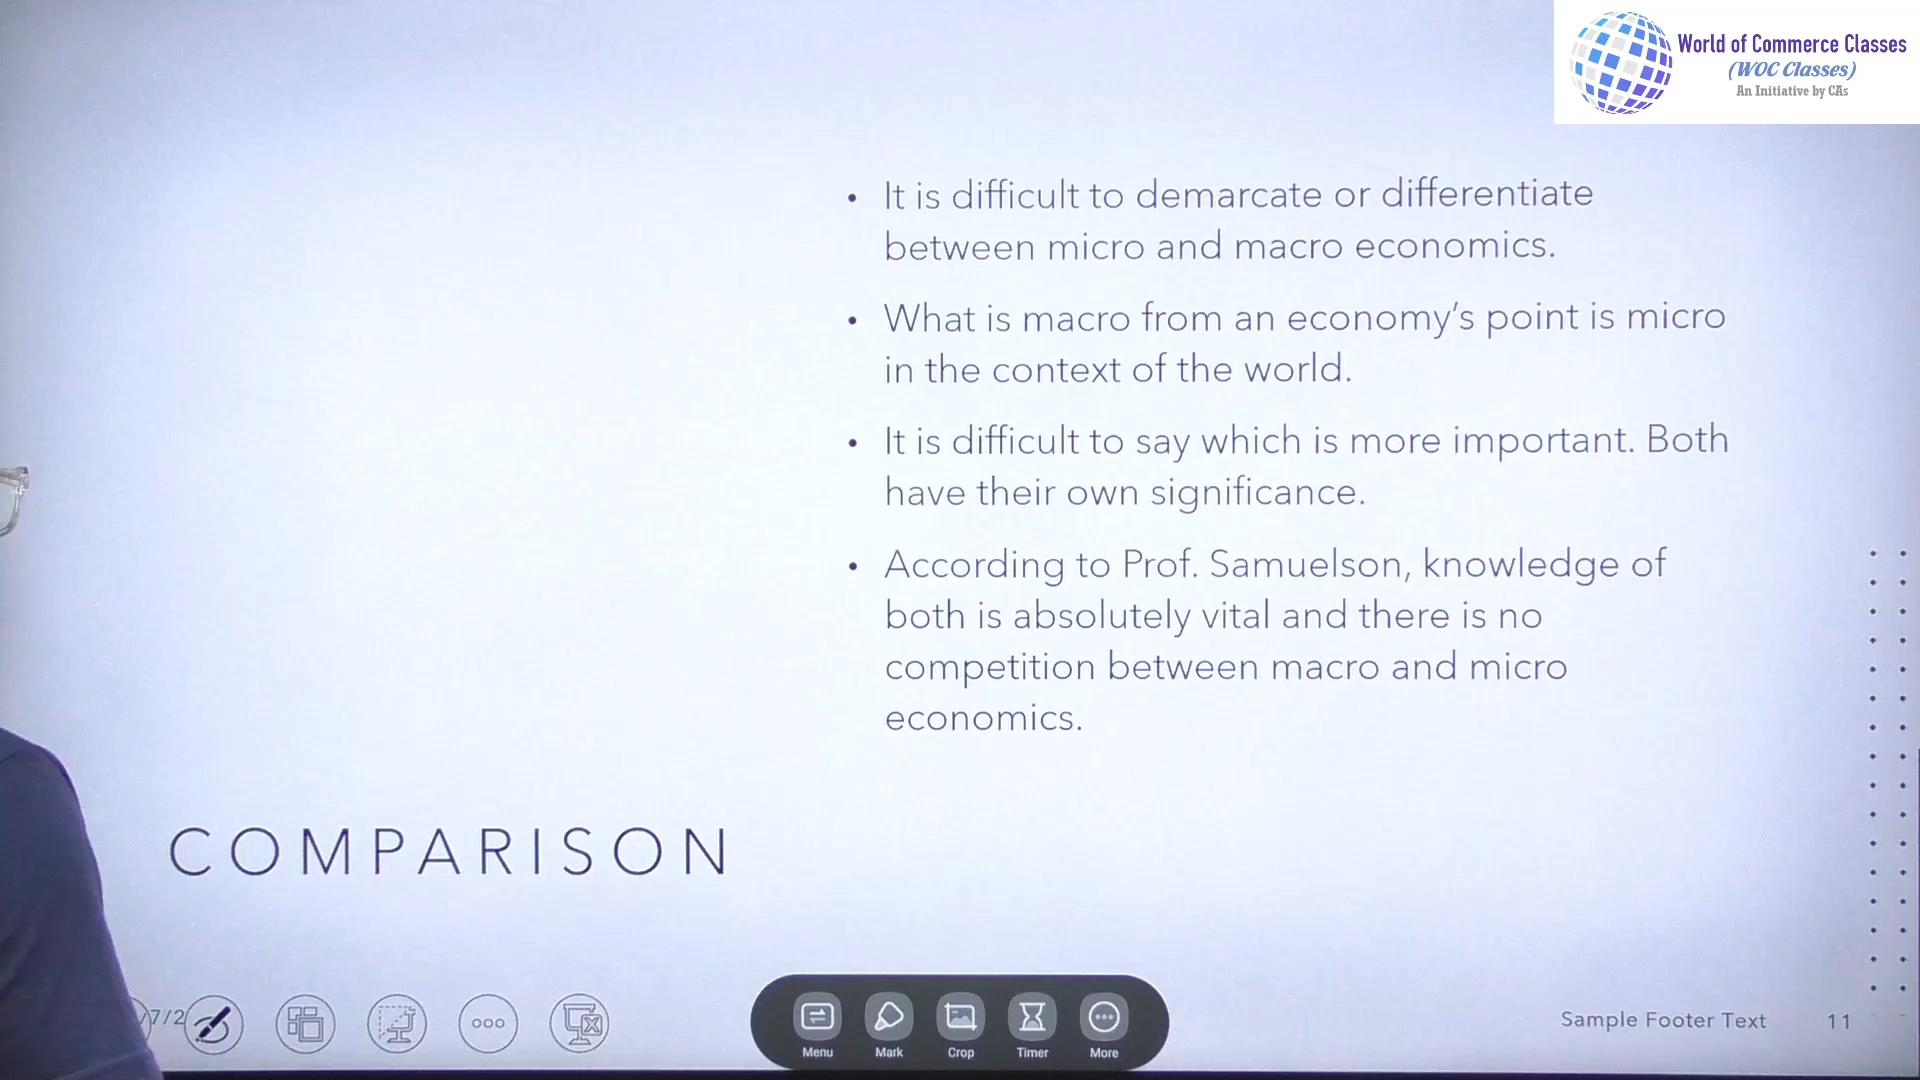 World of Commerce Classes
(WOC Classes)
An Initiative by CAs
• It is difficult to demarcate or differentiate
between micro and macro economics.
• What is macro from an economy's point is micro
in the context of the world.
• It is difficult to say which is more important. Both
have their own significance.
• According to Prof. Samuelson, knowledge of
both is absolutely vital and there is no
competition between macro and micro
economics.
COMPARISON
/7/2
Menu Mark Crop Timer More
Sample Footer Text 11